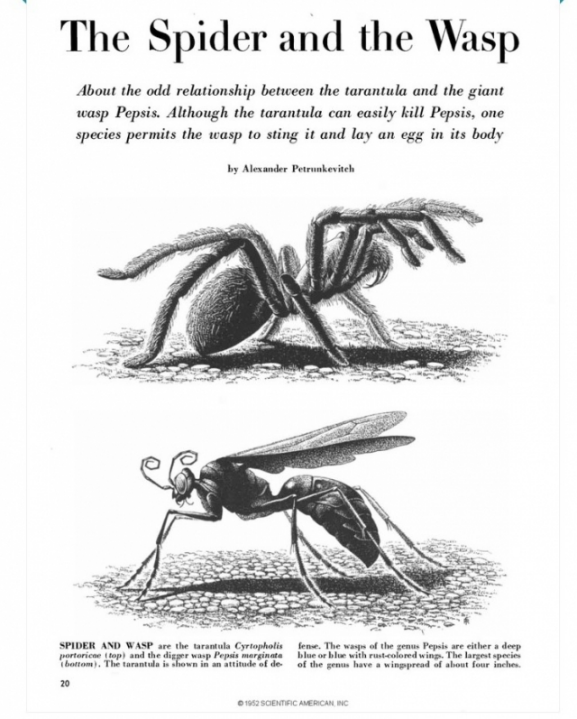 The Spider and the Wasp
About the odd relationship between the tarantula and the giant
wasp Pepsis. Although the tarantula can easily kill Pepsis, one
species permits the wasp to sting it and lay an egg in its body
by Alexander Petrunkevitch
SPIDER AND WASP are the tarantula Cyrtopholis
portoricae (top) and the digger wasp Pepsis marginata
(bottom). The tarantula is shown in an attitude of de-
fense. The wasps of the genus Pepsis are either a deep
blue or blue with rust-colored wings. The largest species
of the genus have a wingspread of about four inches.
20
© 1952 SCIENTIFIC AMERICAN, INC